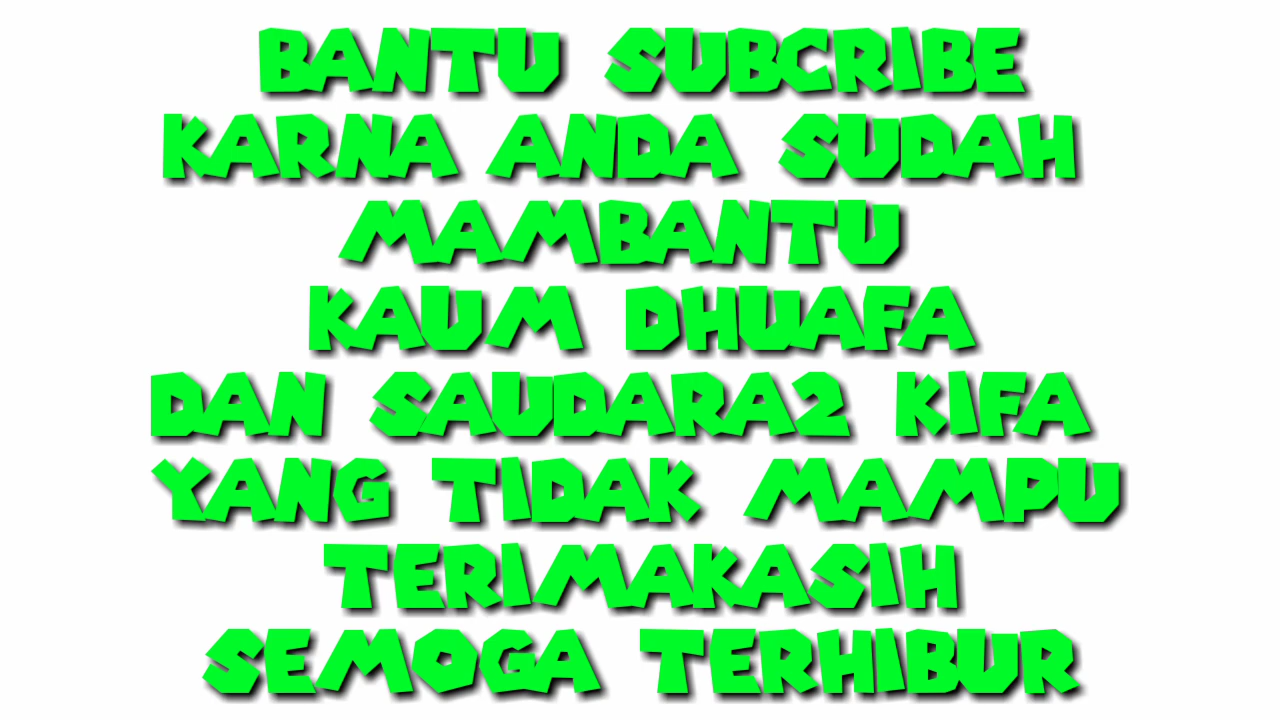 BANTU SUBCRIBE
KARNA ANDA SUDAH
MAMBANTU
KAUM DHUAFA
DAN SAUDARA2 KIFA
YANG TIDAK MAMPU
TERIMAKASIH
SEMOGA TERHIBUR